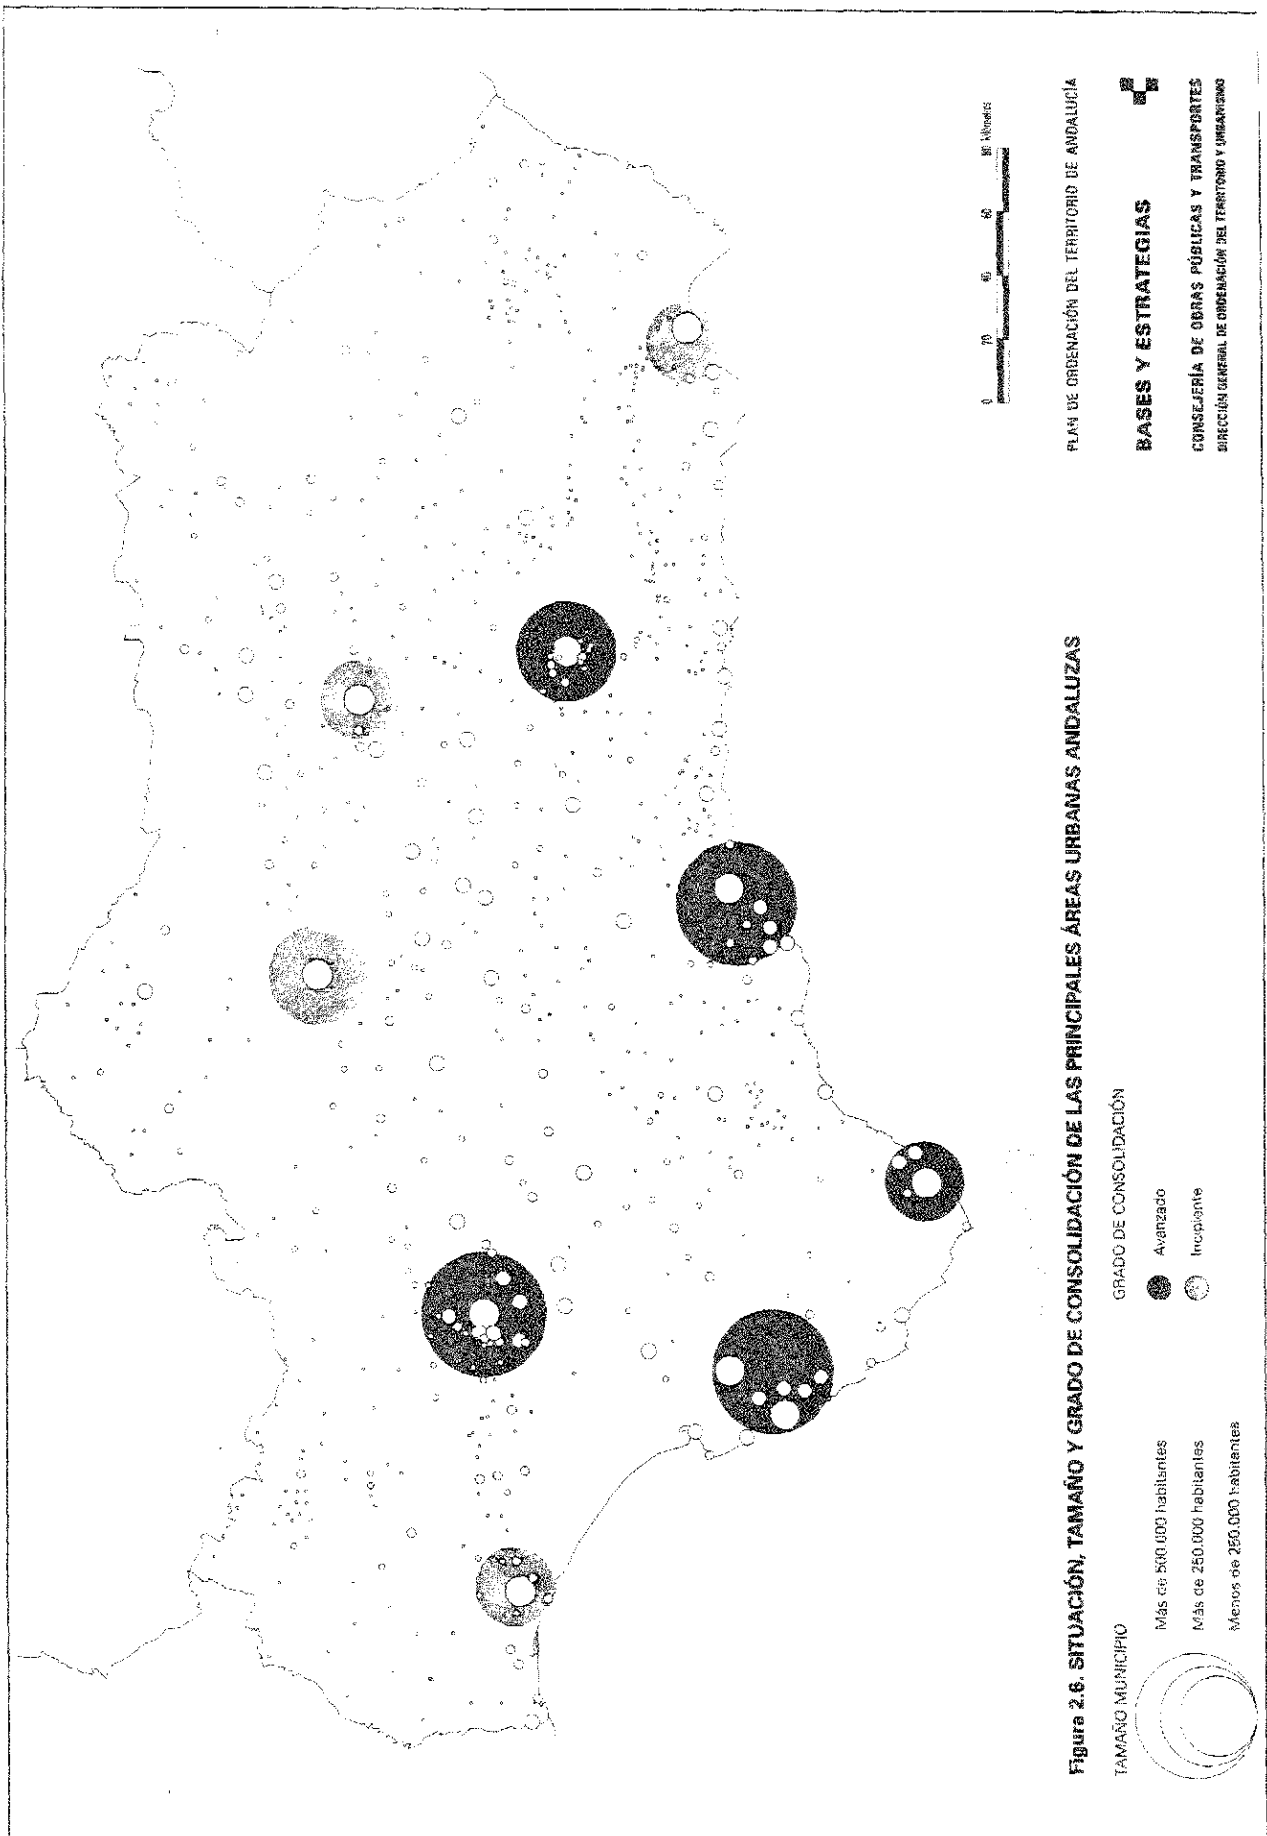 0 20 40 60 80 kilómetros
PLAN DE ORDENACIÓN DEL TERRITORIO DE ANDALUCÍA
BASES Y ESTRATEGIAS
CONSEJERÍA DE OBRAS PÚBLICAS Y TRANSPORTES
DIRECCIÓN GENERAL DE ORDENACIÓN DEL TERRITORIO Y URBANISMO
Figura 2.6. SITUACIÓN, TAMAÑO Y GRADO DE CONSOLIDACIÓN DE LAS PRINCIPALES ÁREAS URBANAS ANDALUZAS
TAMAÑO MUNICIPIO
Más de 500.000 habitantes
Más de 250.000 habitantes
Menos de 250.000 habitantes
GRADO DE CONSOLIDACIÓN
Avanzado
Incipiente